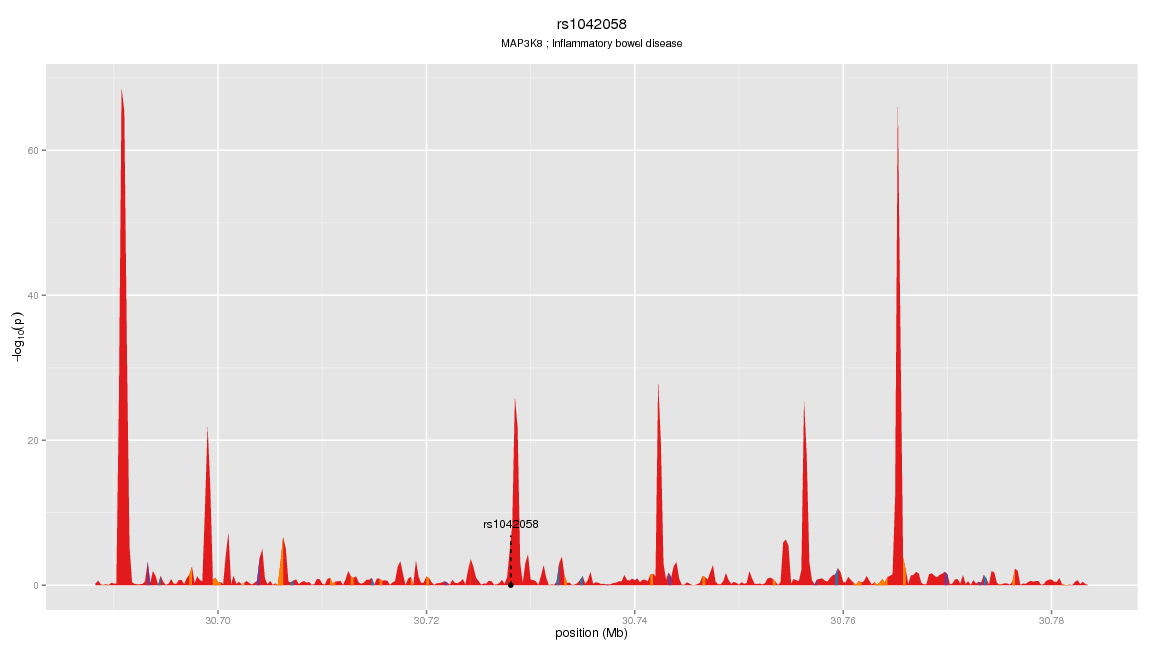 rs1042058
MAP3K8 ; Inflammatory bowel disease
−log10(p)
60
40
20
0
rs1042058
30.70 30.72 30.74 30.76 30.78
position (Mb)